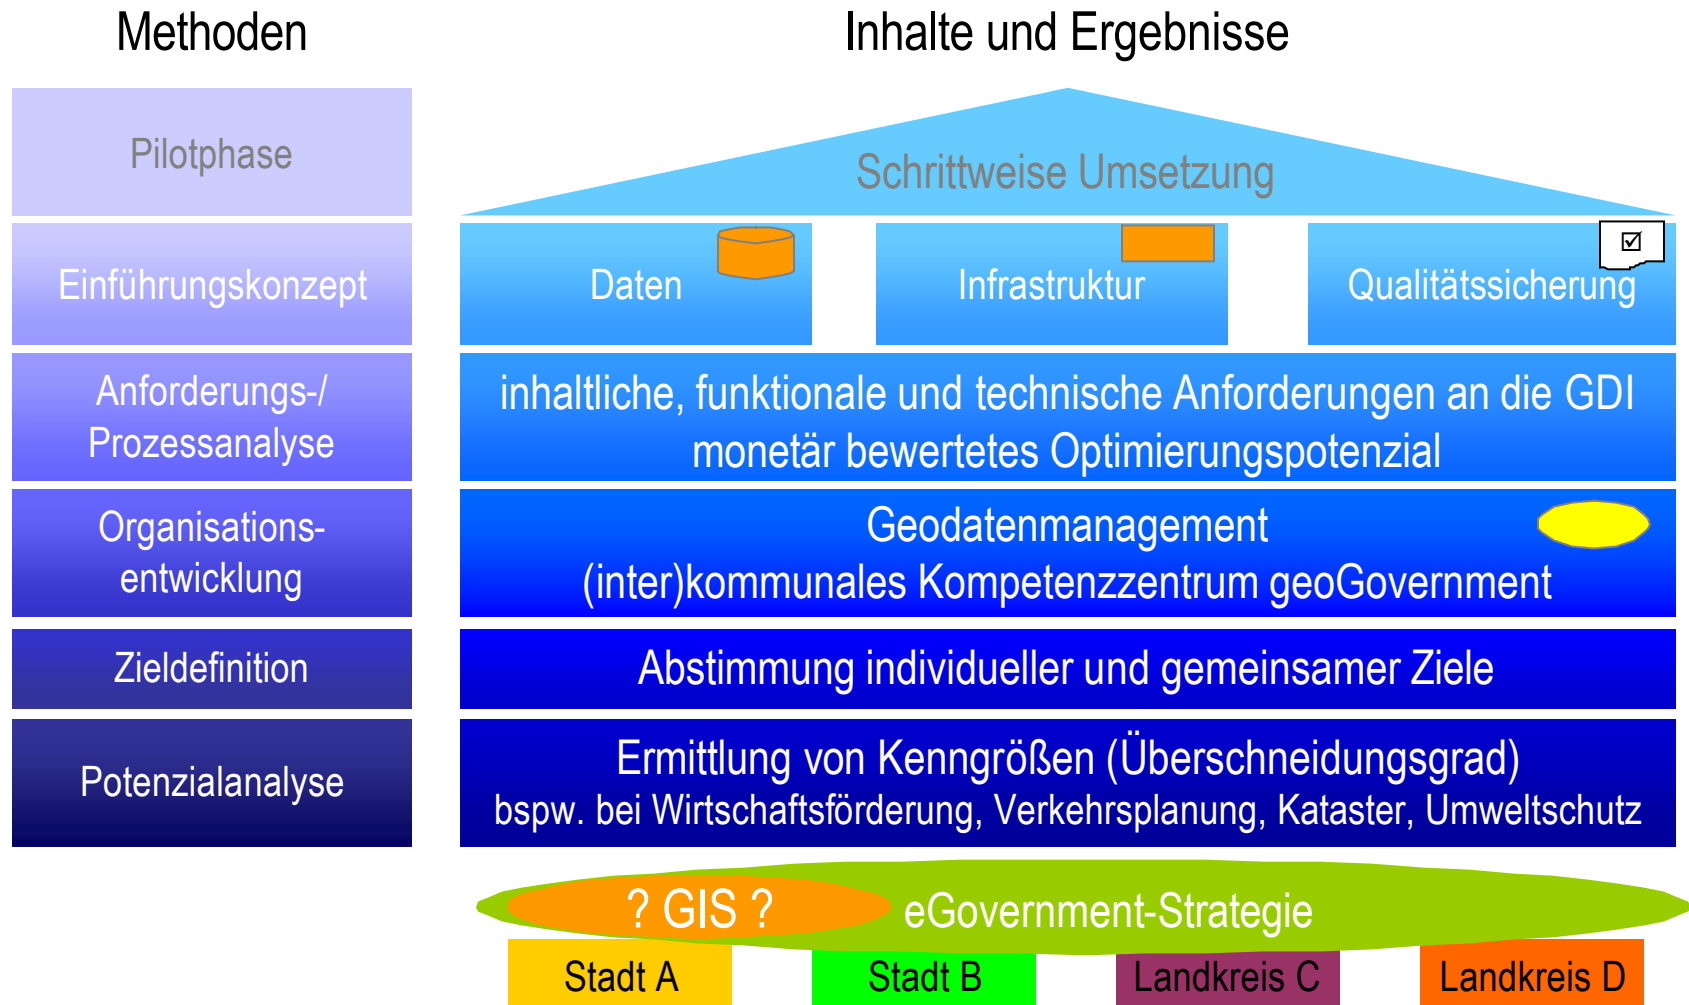 Methoden
Inhalte und Ergebnisse
Pilotphase
Schrittweise Umsetzung
Einführungskonzept
Daten
Infrastruktur
Qualitätssicherung
Anforderungs-/
Prozessanalyse
inhaltliche, funktionale und technische Anforderungen an die GDI
monetär bewertetes Optimierungspotenzial
Organisations-
entwicklung
Geodatenmanagement
(inter)kommunales Kompetenzzentrum geoGovernment
Zieldefinition
Abstimmung individueller und gemeinsamer Ziele
Potenzialanalyse
Ermittlung von Kenngrößen (Überschneidungsgrad)
bspw. bei Wirtschaftsförderung, Verkehrsplanung, Kataster, Umweltschutz
? GIS ?
eGovernment-Strategie
Stadt A
Stadt B
Landkreis C
Landkreis D